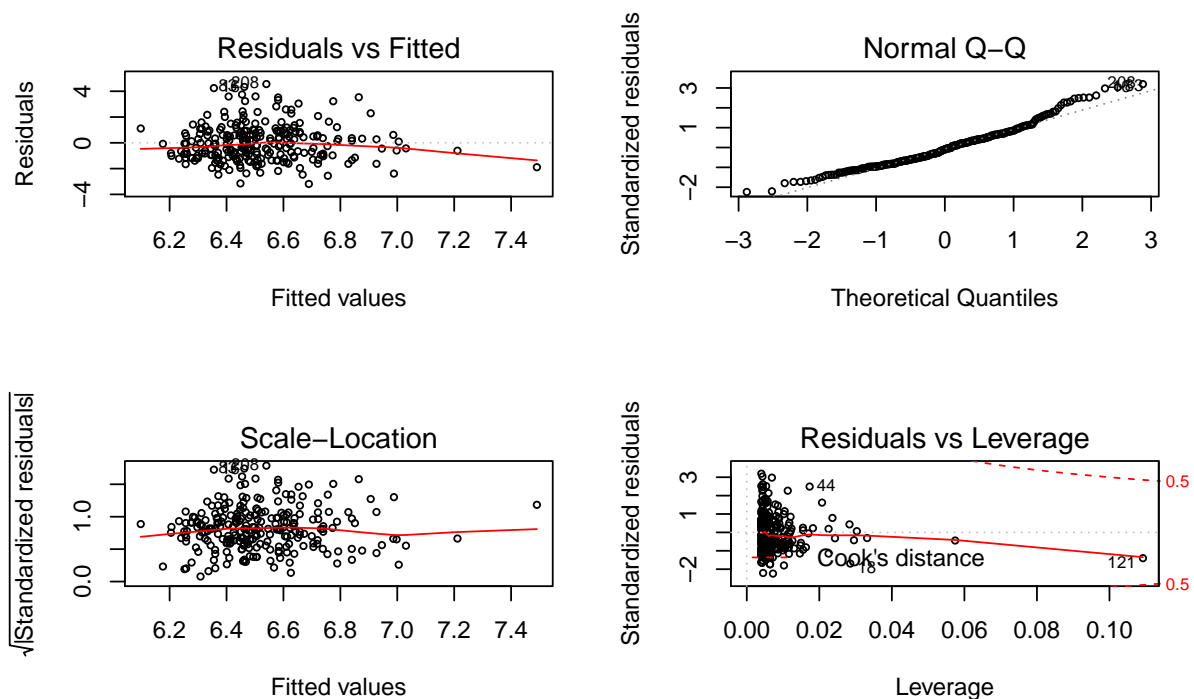 Residuals vs Fitted
Residuals
4
0
−4
208
6.2 6.4 6.6 6.8 7.0 7.2 7.4
Fitted values
Normal Q−Q
Standardized residuals
3
1
−2
208
−3 −2 −1 0 1 2 3
Theoretical Quantiles
Scale−Location
√|Standardized residuals|
1.0
0.0
208
6.2 6.4 6.6 6.8 7.0 7.2 7.4
Fitted values
Residuals vs Leverage
Standardized residuals
3
1
−2
44
0.5
Cook's distance
121
18
0.5
0.00 0.02 0.04 0.06 0.08 0.10
Leverage